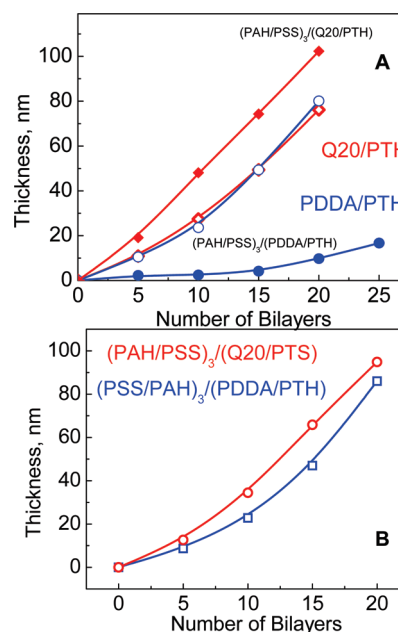 (PAH/PSS)₃/(Q20/PTH)
A
100
80
60
40
20
0
Thickness, nm
Q20/PTH
PDDA/PTH
(PAH/PSS)₃/(PDDA/PTH)
0 5 10 15 20 25
Number of Bilayers
(PAH/PSS)₃/(Q20/PTS)
(PSS/PAH)₃/(PDDA/PTH)
100
80
60
40
20
0
Thickness, nm
B
0 5 10 15 20
Number of Bilayers